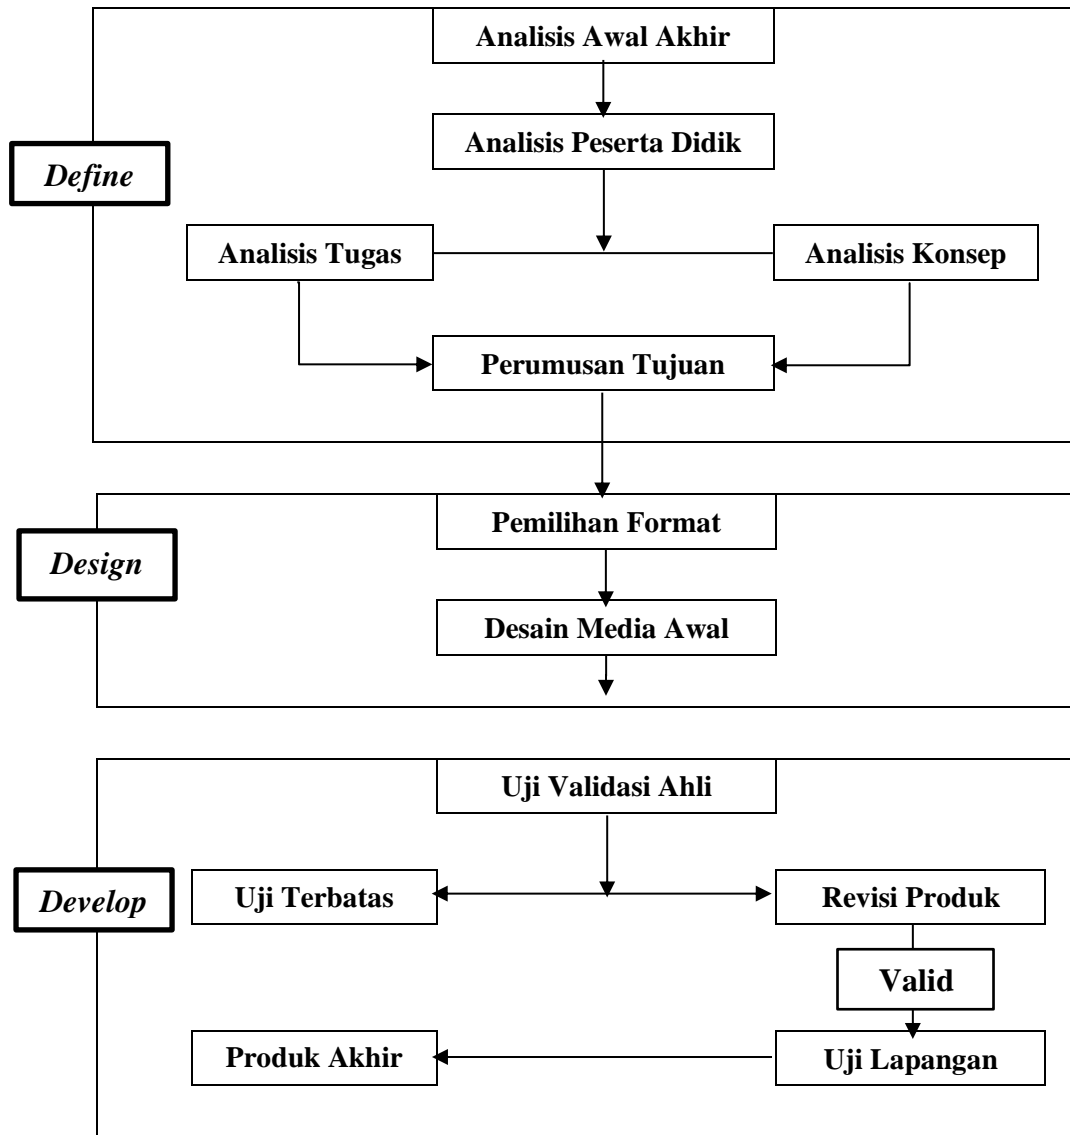 Analisis Awal Akhir
Analisis Peserta Didik
Define
Analisis Tugas
Analisis Konsep
Perumusan Tujuan
Pemilihan Format
Design
Desain Media Awal
Uji Validasi Ahli
Develop
Uji Terbatas
Revisi Produk
Valid
Produk Akhir
Uji Lapangan